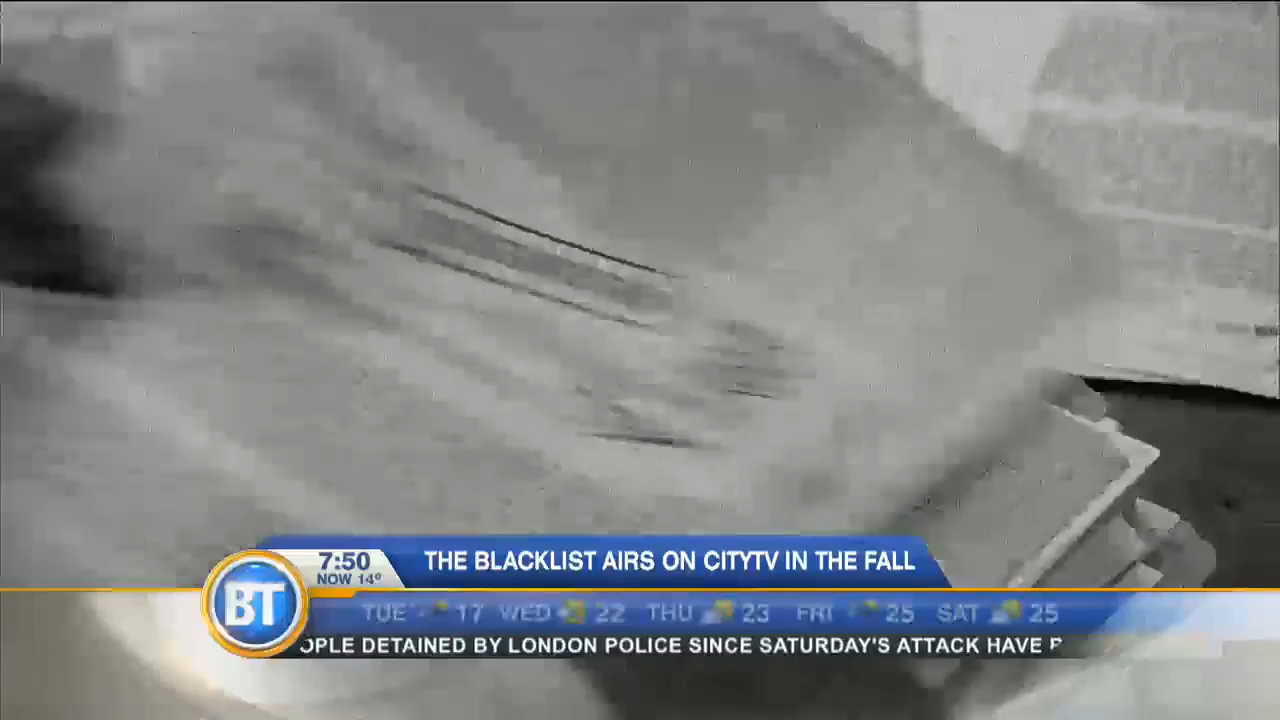 7:50
NOW 14°
THE BLACKLIST AIRS ON CITYTV IN THE FALL
BT
TUE 17 WED 22 THU 23 FRI 25 SAT 25
OPLE DETAINED BY LONDON POLICE SINCE SATURDAY'S ATTACK HAVE